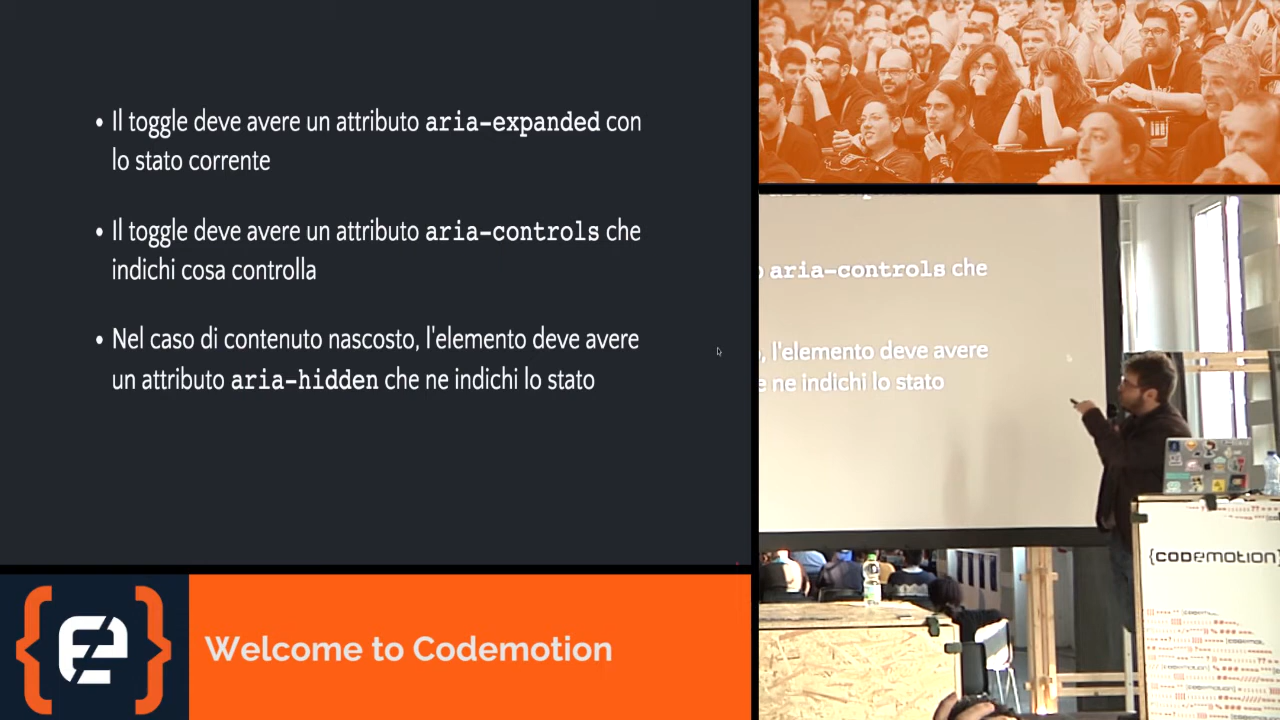 • Il toggle deve avere un attributo aria-expanded con
lo stato corrente
• Il toggle deve avere un attributo aria-controls che
indichi cosa controlla
• Nel caso di contenuto nascosto, l'elemento deve avere
un attributo aria-hidden che ne indichi lo stato
aria-controls che
, l'elemento deve avere
e ne indichi lo stato
{codemotion}
Welcome to Codemotion